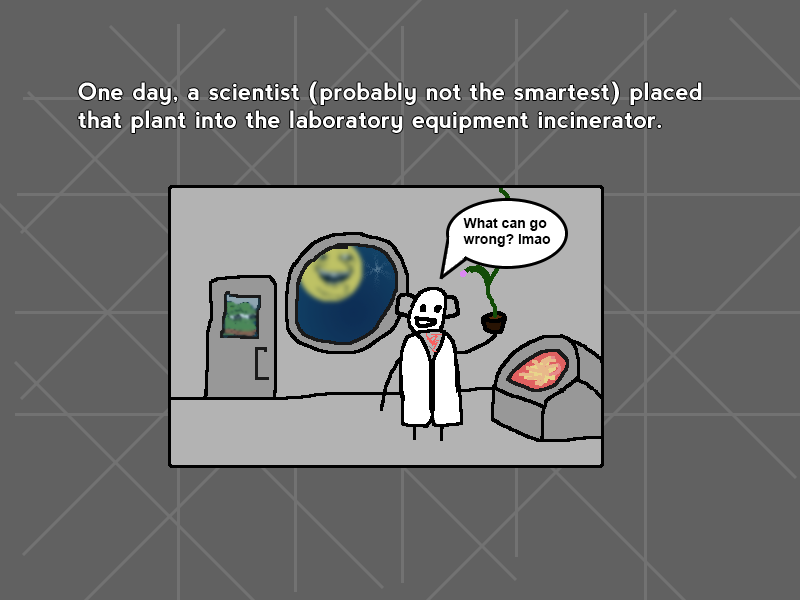 One day, a scientist (probably not the smartest) placed
that plant into the laboratory equipment incinerator.
What can go
wrong? lmao